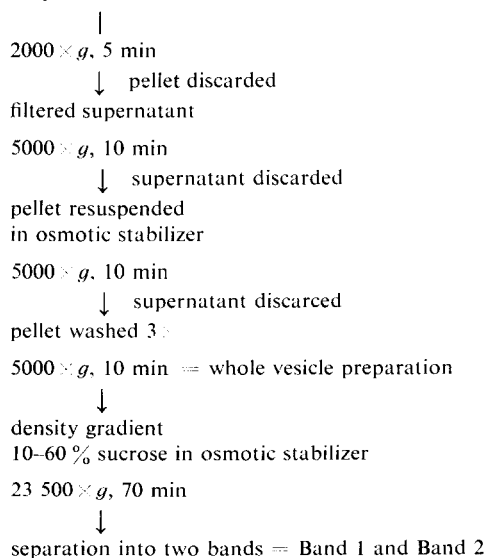 2000 × g, 5 min
↓ pellet discarded
filtered supernatant
5000 × g, 10 min
↓ supernatant discarded
pellet resuspended
in osmotic stabilizer
5000 × g, 10 min
↓ supernatant discarced
pellet washed 3 ×
5000 × g, 10 min = whole vesicle preparation
↓
density gradient
10–60 % sucrose in osmotic stabilizer
23 500 × g, 70 min
↓
separation into two bands = Band 1 and Band 2